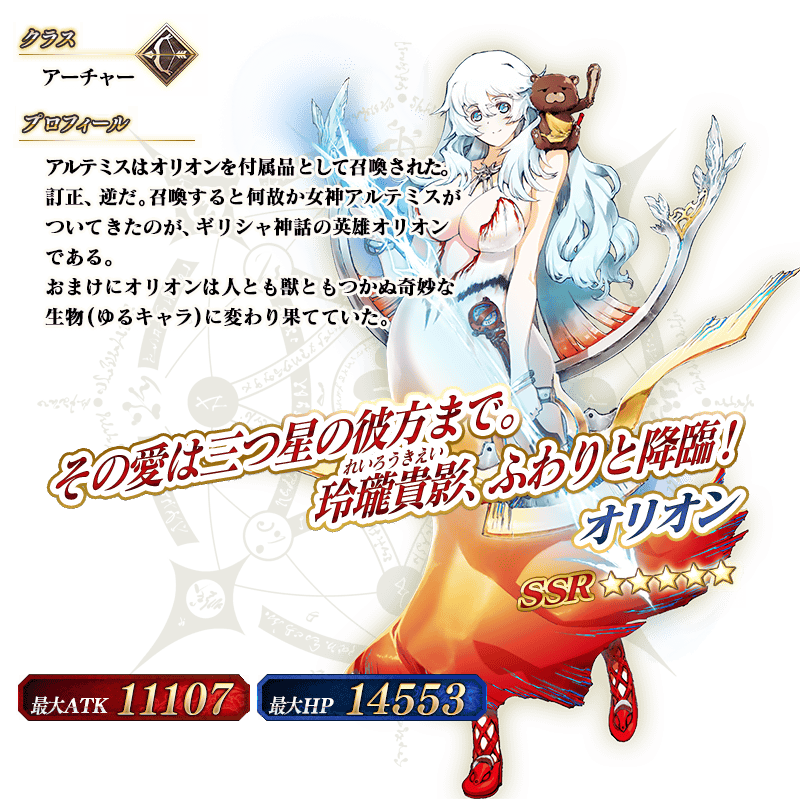 クラス
アーチャー
プロフィール
アルテミスはオリオンを付属品として召喚された。
訂正、逆だ。召喚すると何故か女神アルテミスが
ついてきたのが、ギリシャ神話の英雄オリオン
である。
おまけにオリオンは人とも獣ともつかぬ奇妙な
生物(ゆるキャラ)に変わり果てていた。
その愛は三つ星の彼方まで。
れいろうきえい
玲瓏貴影、ふわりと降臨！
オリオン
SSR ☆☆☆☆☆
最大ATK 11107
最大HP 14553